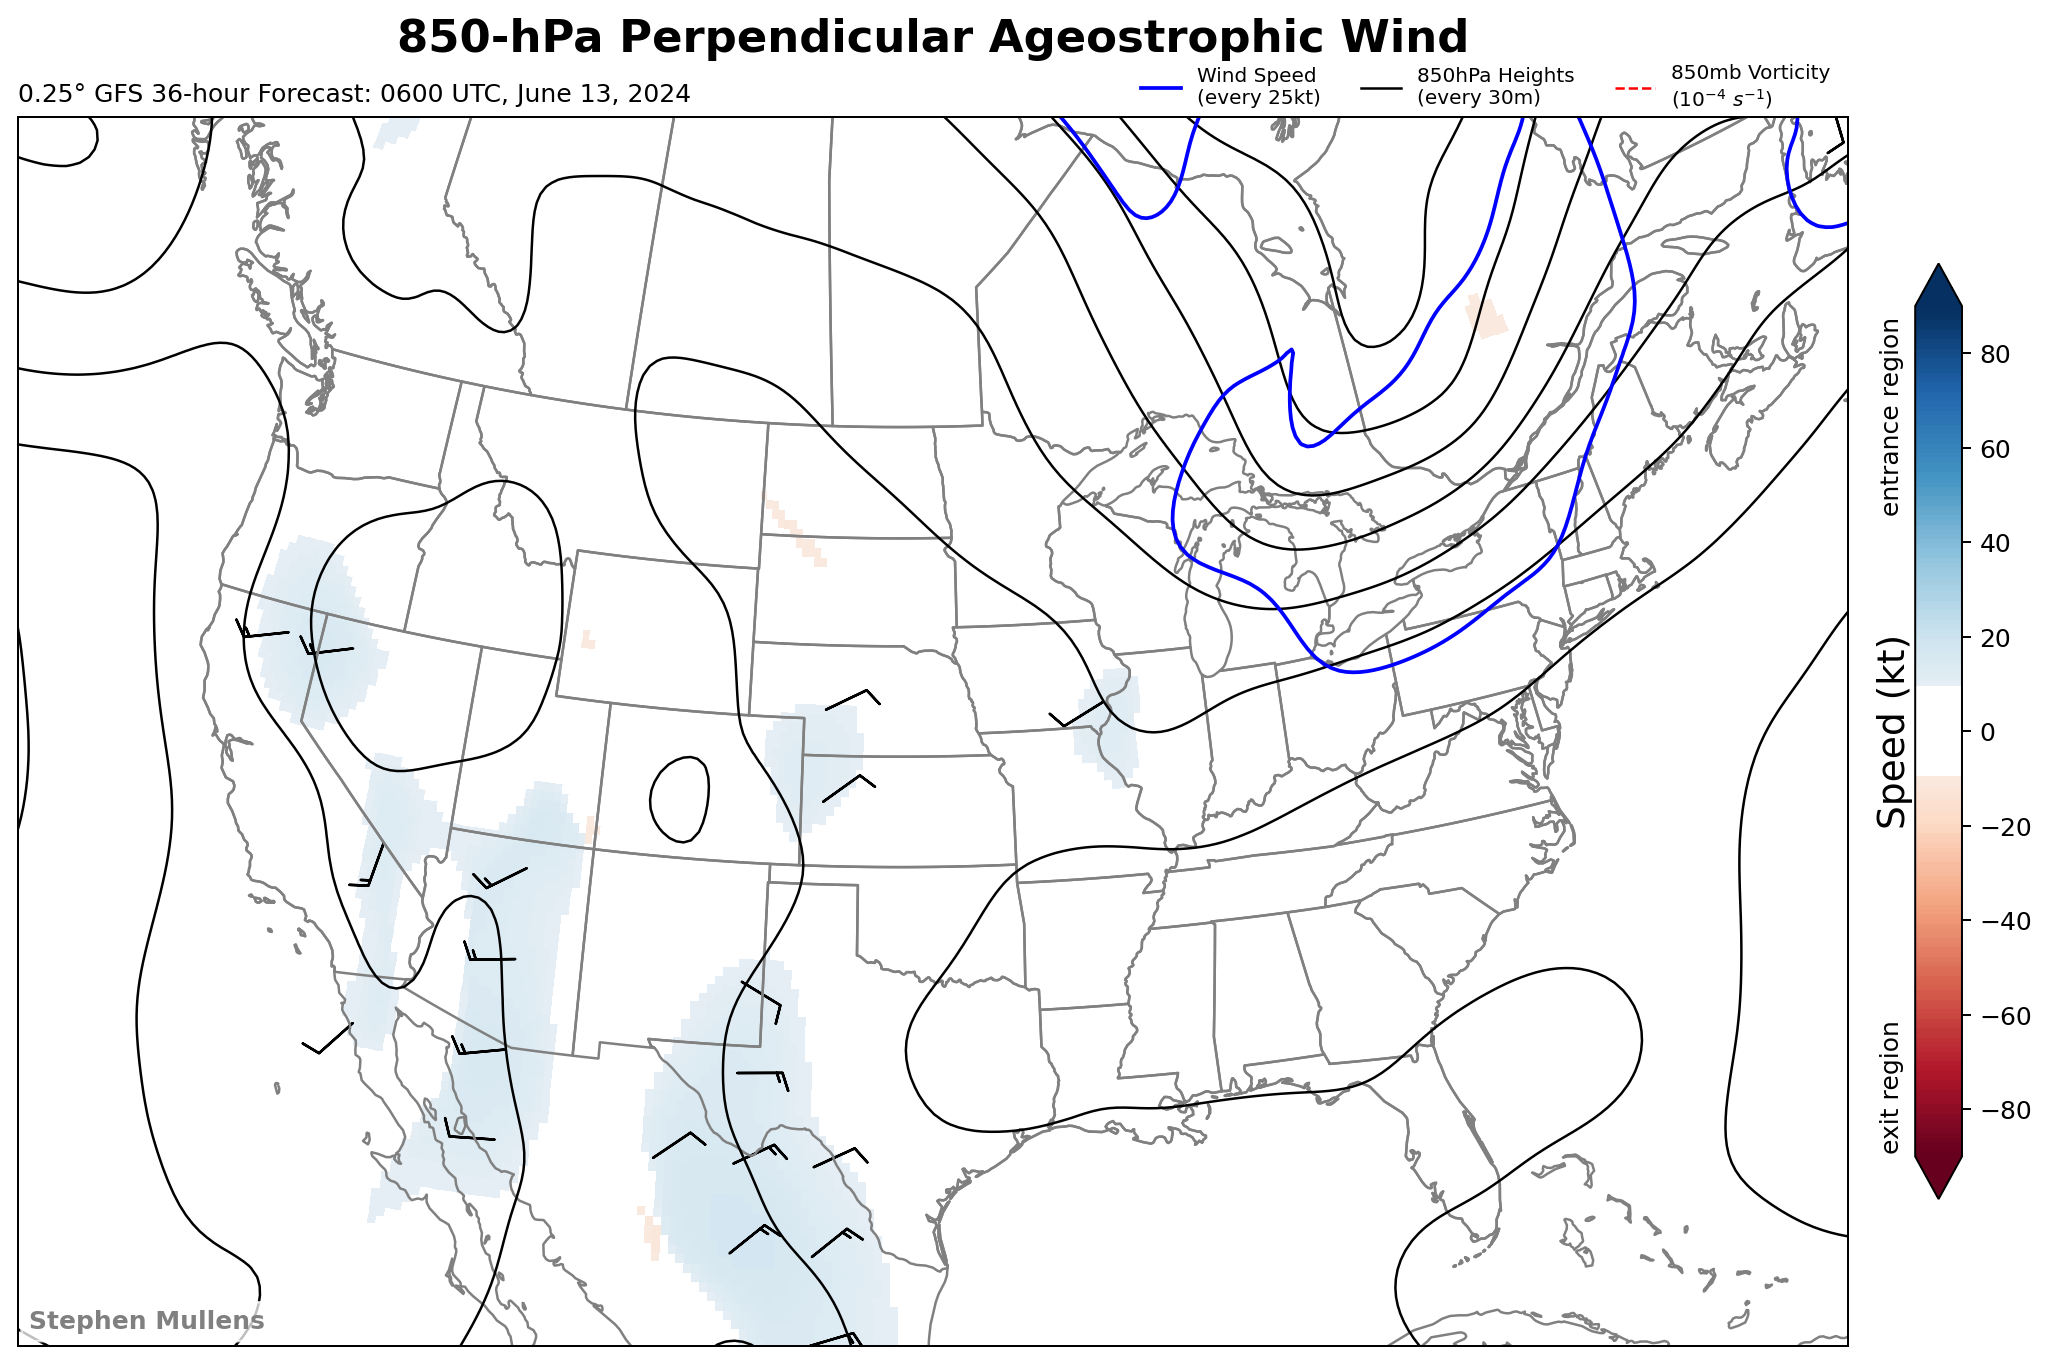 850-hPa Perpendicular Ageostrophic Wind
0.25° GFS 36-hour Forecast: 0600 UTC, June 13, 2024
Wind Speed
(every 25kt)
850hPa Heights
(every 30m)
850mb Vorticity
(10⁻⁴ s⁻¹)
entrance region
Speed (kt)
exit region
80
60
40
20
0
−20
−40
−60
−80
Stephen Mullens